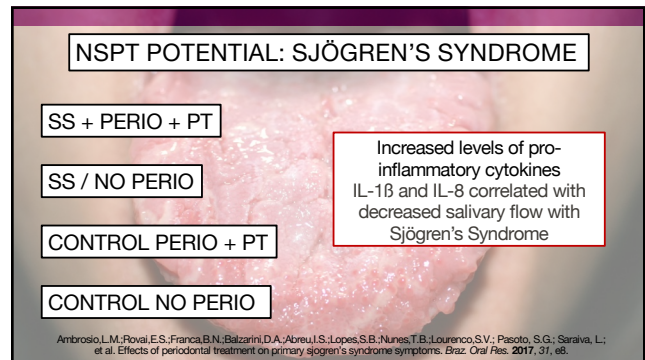 NSPT POTENTIAL: SJÖGREN'S SYNDROME
SS + PERIO + PT
SS / NO PERIO
CONTROL PERIO + PT
CONTROL NO PERIO
Increased levels of pro-
inflammatory cytokines
IL-1ß and IL-8 correlated with
decreased salivary flow with
Sjögren's Syndrome
Ambrosio,L.M.;Rovai,E.S.;Franca,B.N.;Balzarini,D.A.;Abreu,I.S.;Lopes,S.B.;Nunes,T.B.;Lourenco,S.V.; Pasoto, S.G.; Saraiva, L.;
et al. Effects of periodontal treatment on primary sjogren's syndrome symptoms. Braz. Oral Res. 2017, 31, e8.